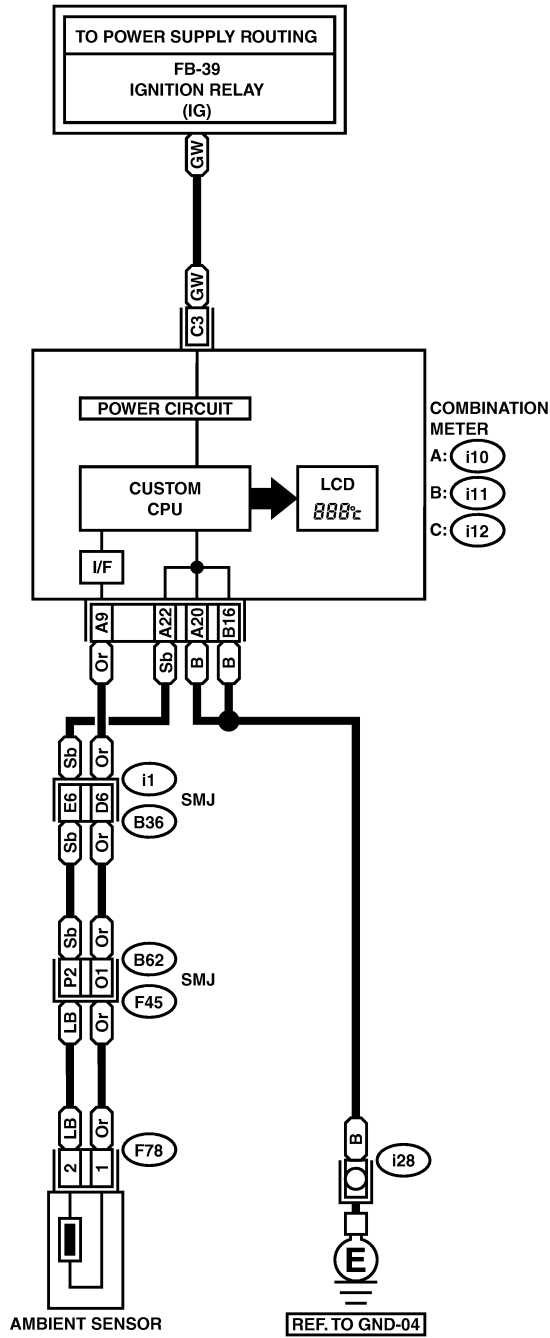 TO POWER SUPPLY ROUTING
FB-39
IGNITION RELAY
(IG)
GW
GW
C3
POWER CIRCUIT
COMBINATION
METER
A: i10
B: i11
C: i12
CUSTOM
CPU
LCD
888°c
I/F
A9
A22
A20
B16
Or
Sb
B
B
Sb
Or
i1
E6
D6
SMJ
B36
Sb
Or
Sb
Or
B62
P2
O1
SMJ
F45
LB
Or
LB
Or
F78
2
1
B
i28
E
AMBIENT SENSOR
REF. TO GND-04